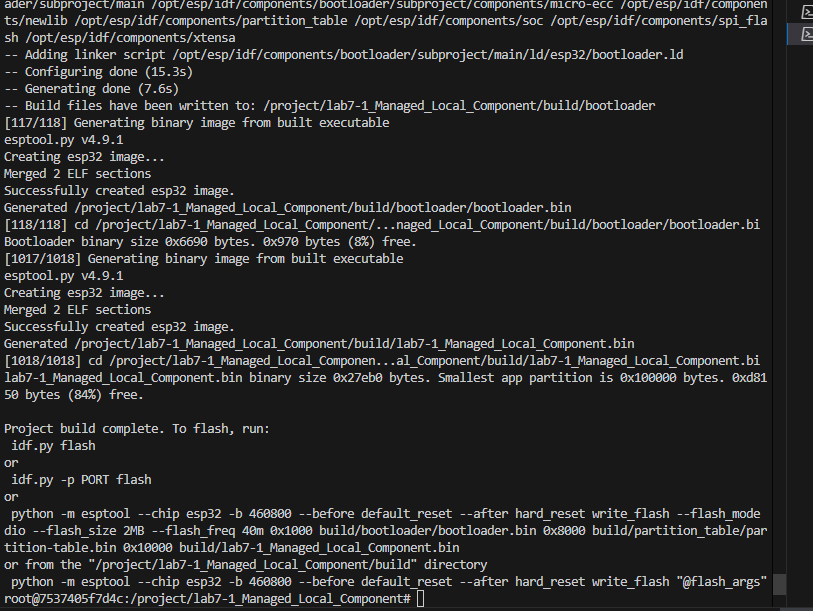 ader/subproject/main /opt/esp/idf/components/bootloader/subproject/components/micro-ecc /opt/esp/idf/componen
ts/newlib /opt/esp/idf/components/partition_table /opt/esp/idf/components/soc /opt/esp/idf/components/spi_fla
sh /opt/esp/idf/components/xtensa
-- Adding linker script /opt/esp/idf/components/bootloader/subproject/main/ld/esp32/bootloader.ld
-- Configuring done (15.3s)
-- Generating done (7.6s)
-- Build files have been written to: /project/lab7-1_Managed_Local_Component/build/bootloader
[117/118] Generating binary image from built executable
esptool.py v4.9.1
Creating esp32 image...
Merged 2 ELF sections
Successfully created esp32 image.
Generated /project/lab7-1_Managed_Local_Component/build/bootloader/bootloader.bin
[118/118] cd /project/lab7-1_Managed_Local_Component/...naged_Local_Component/build/bootloader/bootloader.bi
Bootloader binary size 0x6690 bytes. 0x970 bytes (8%) free.
[1017/1018] Generating binary image from built executable
esptool.py v4.9.1
Creating esp32 image...
Merged 2 ELF sections
Successfully created esp32 image.
Generated /project/lab7-1_Managed_Local_Component/build/lab7-1_Managed_Local_Component.bin
[1018/1018] cd /project/lab7-1_Managed_Local_Componen...al_Component/build/lab7-1_Managed_Local_Component.bi
lab7-1_Managed_Local_Component.bin binary size 0x27eb0 bytes. Smallest app partition is 0x100000 bytes. 0xd81
50 bytes (84%) free.
Project build complete. To flash, run:
idf.py flash
or
idf.py -p PORT flash
or
python -m esptool --chip esp32 -b 460800 --before default_reset --after hard_reset write_flash --flash_mode
dio --flash_size 2MB --flash_freq 40m 0x1000 build/bootloader/bootloader.bin 0x8000 build/partition_table/par
tition-table.bin 0x10000 build/lab7-1_Managed_Local_Component.bin
or from the "/project/lab7-1_Managed_Local_Component/build" directory
python -m esptool --chip esp32 -b 460800 --before default_reset --after hard_reset write_flash "@flash_args"
root@7537405f7d4c:/project/lab7-1_Managed_Local_Component#